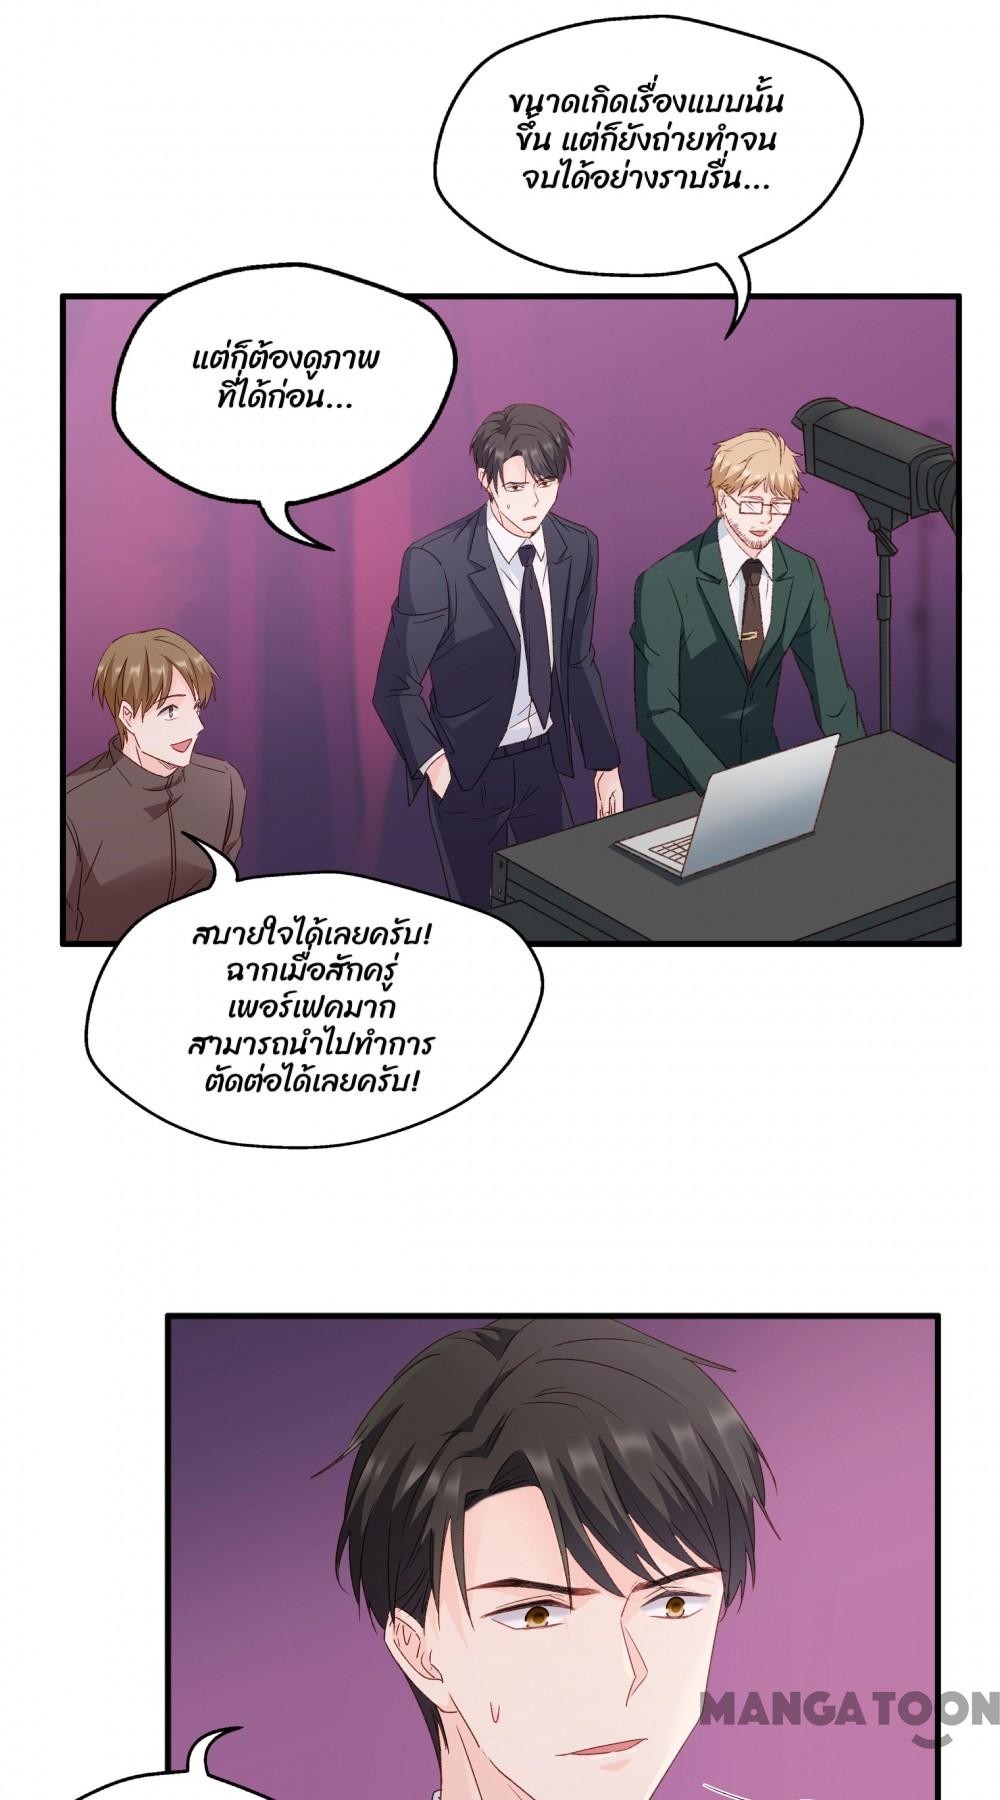 ขนาดเกิดเรื่องแบบนั้น
ขึ้น แต่ก็ยังถ่ายทำจน
จบได้อย่างราบรื่น...
แต่ก็ต้องดูภาพ
ที่ได้ก่อน...
สบายใจได้เลยครับ!
ฉากเมื่อสักครู่
เพอร์เฟคมาก
สามารถนำไปทำการ
ตัดต่อได้เลยครับ!
MANGATOON